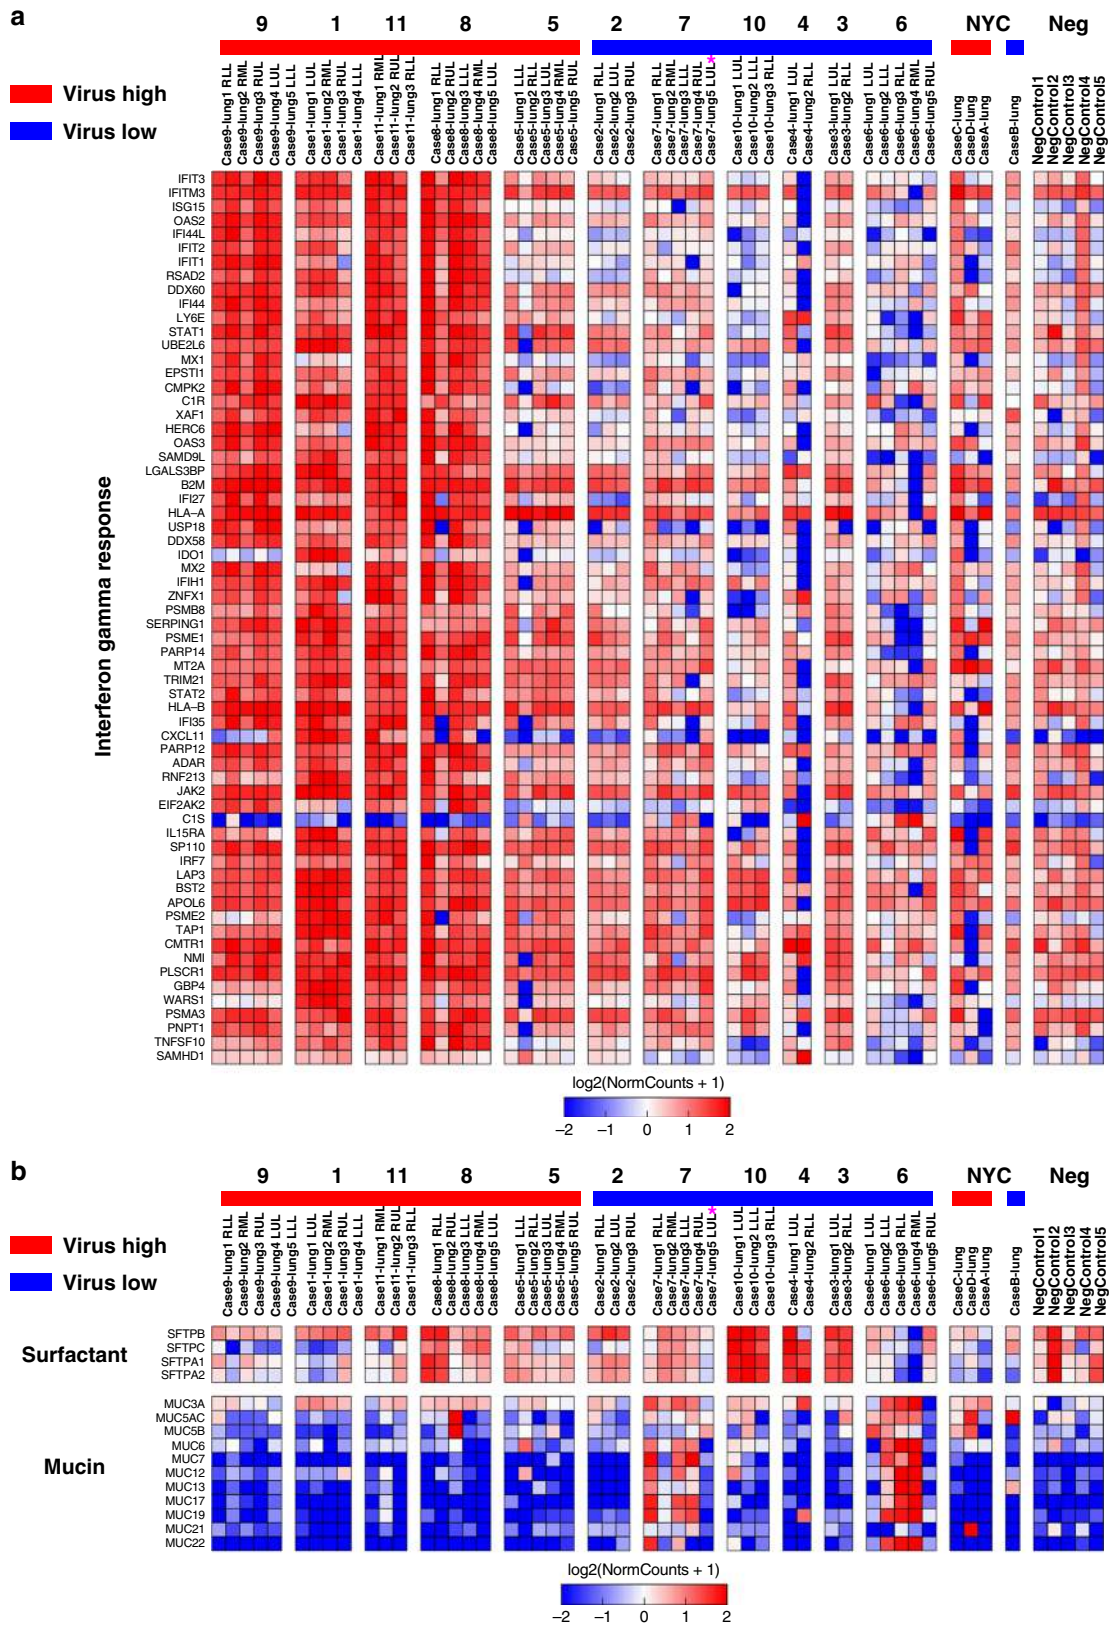 a
9 1 11 8 5 2 7 10 4 3 6 NYC Neg
Virus high
Virus low
Case9-lung1 RLL
Case9-lung2 RML
Case9-lung3 RUL
Case9-lung4 LUL
Case9-lung5 LLL
Case1-lung1 LUL
Case1-lung2 RML
Case1-lung3 RUL
Case1-lung4 LLL
Case11-lung1 RML
Case11-lung2 RUL
Case11-lung3 RLL
Case8-lung1 RLL
Case8-lung2 RUL
Case8-lung3 LLL
Case8-lung4 RML
Case8-lung5 LUL
Case5-lung1 LLL
Case5-lung2 RLL
Case5-lung3 LUL
Case5-lung4 RML
Case5-lung5 RUL
Case2-lung1 RLL
Case2-lung2 LUL
Case2-lung3 RUL
Case7-lung1 RLL
Case7-lung2 RML
Case7-lung3 LLL
Case7-lung4 RUL
Case7-lung5 LUL*
Case10-lung1 LUL
Case10-lung2 LLL
Case10-lung3 RLL
Case4-lung1 LUL
Case4-lung2 RLL
Case3-lung1 LUL
Case3-lung2 RLL
Case6-lung1 LUL
Case6-lung2 LLL
Case6-lung3 RLL
Case6-lung4 RML
Case6-lung5 RUL
CaseC-lung
CaseD-lung
CaseA-lung
CaseB-lung
NegControl1
NegControl2
NegControl3
NegControl4
NegControl5
Interferon gamma response
IFIT3
IFITM3
ISG15
OAS2
IFI44L
IFIT2
IFIT1
RSAD2
DDX60
IFI44
LY6E
STAT1
UBE2L6
MX1
EPSTI1
CMPK2
C1R
XAF1
HERC6
OAS3
SAMD9L
LGALS3BP
B2M
IFI27
HLA–A
USP18
DDX58
IDO1
MX2
IFIH1
ZNFX1
PSMB8
SERPING1
PSME1
PARP14
MT2A
TRIM21
STAT2
HLA–B
IFI35
CXCL11
PARP12
ADAR
RNF213
JAK2
EIF2AK2
C1S
IL15RA
SP110
IRF7
LAP3
BST2
APOL6
PSME2
TAP1
CMTR1
NMI
PLSCR1
GBP4
WARS1
PSMA3
PNPT1
TNFSF10
SAMHD1
log2(NormCounts + 1)
–2 –1 0 1 2
b
9 1 11 8 5 2 7 10 4 3 6 NYC Neg
Virus high
Virus low
Case9-lung1 RLL
Case9-lung2 RML
Case9-lung3 RUL
Case9-lung4 LUL
Case9-lung5 LLL
Case1-lung1 LUL
Case1-lung2 RML
Case1-lung3 RUL
Case1-lung4 LLL
Case11-lung1 RML
Case11-lung2 RUL
Case11-lung3 RLL
Case8-lung1 RLL
Case8-lung2 RUL
Case8-lung3 LLL
Case8-lung4 RML
Case8-lung5 LUL
Case5-lung1 LLL
Case5-lung2 RLL
Case5-lung3 LUL
Case5-lung4 RML
Case5-lung5 RUL
Case2-lung1 RLL
Case2-lung2 LUL
Case2-lung3 RUL
Case7-lung1 RLL
Case7-lung2 RML
Case7-lung3 LLL
Case7-lung4 RUL
Case7-lung5 LUL*
Case10-lung1 LUL
Case10-lung2 LLL
Case10-lung3 RLL
Case4-lung1 LUL
Case4-lung2 RLL
Case3-lung1 LUL
Case3-lung2 RLL
Case6-lung1 LUL
Case6-lung2 LLL
Case6-lung3 RLL
Case6-lung4 RML
Case6-lung5 RUL
CaseC-lung
CaseD-lung
CaseA-lung
CaseB-lung
NegControl1
NegControl2
NegControl3
NegControl4
NegControl5
Surfactant
SFTPB
SFTPC
SFTPA1
SFTPA2
Mucin
MUC3A
MUC5AC
MUC5B
MUC6
MUC7
MUC12
MUC13
MUC17
MUC19
MUC21
MUC22
log2(NormCounts + 1)
–2 –1 0 1 2